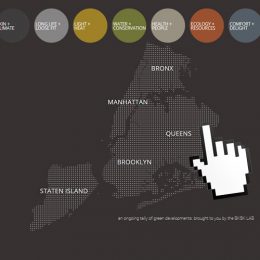 SKIN +
CLIMATE
LONG LIFE +
LOOSE FIT
LIGHT +
HEAT
WATER +
CONSERVATION
HEALTH +
PEOPLE
ECOLOGY +
RESOURCES
COMFORT +
DELIGHT
BRONX
MANHATTAN
QUEENS
BROOKLYN
STATEN ISLAND
an ongoing tally of green developments brought to you by the BKSK LAB